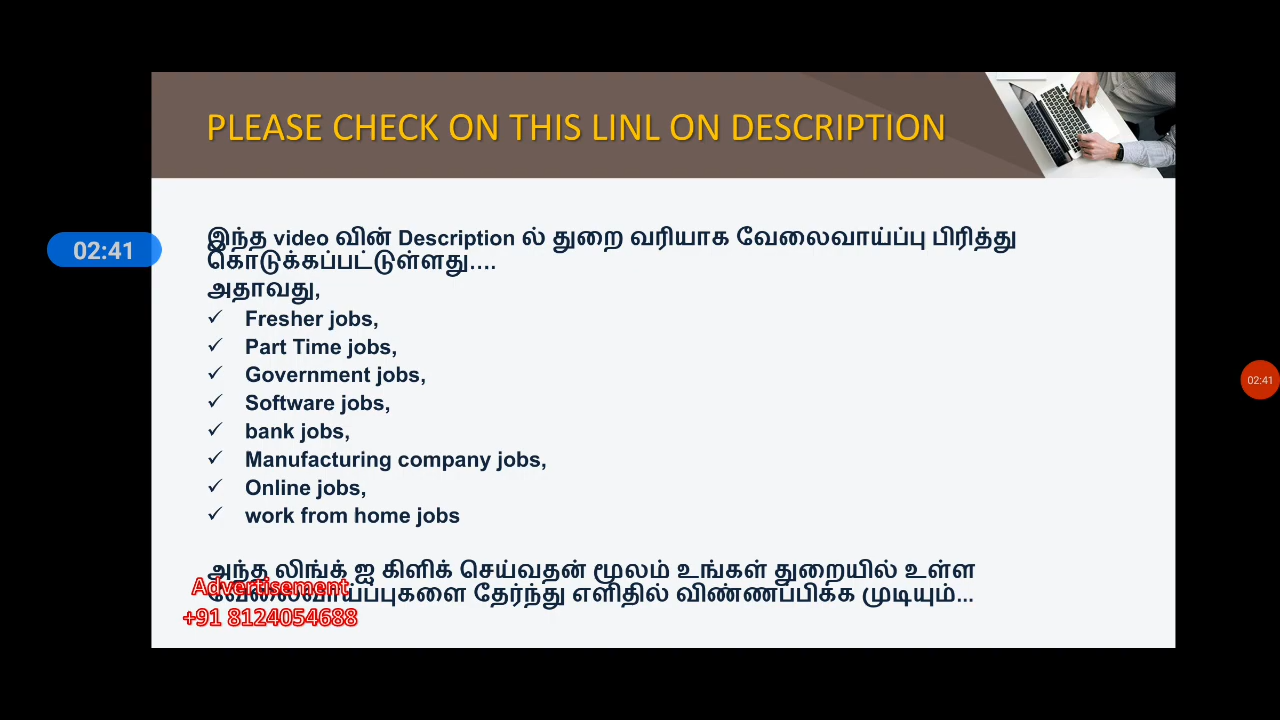 PLEASE CHECK ON THIS LINL ON DESCRIPTION
இந்த video வின் Description ல் துறை வரியாக வேலைவாய்ப்பு பிரித்து
கொடுக்கப்பட்டுள்ளது....
அதாவது,
✓ Fresher jobs,
✓ Part Time jobs,
✓ Government jobs,
✓ Software jobs,
✓ bank jobs,
✓ Manufacturing company jobs,
✓ Online jobs,
✓ work from home jobs
அந்த லிங்க் ஐ கிளிக் செய்வதன் மூலம் உங்கள் துறையில் உள்ள
வேலைவாய்ப்புகளை தேர்ந்து எளிதில் விண்ணப்பிக்க முடியும்...
Advertisement
+91 8124054688
02:41
02:41